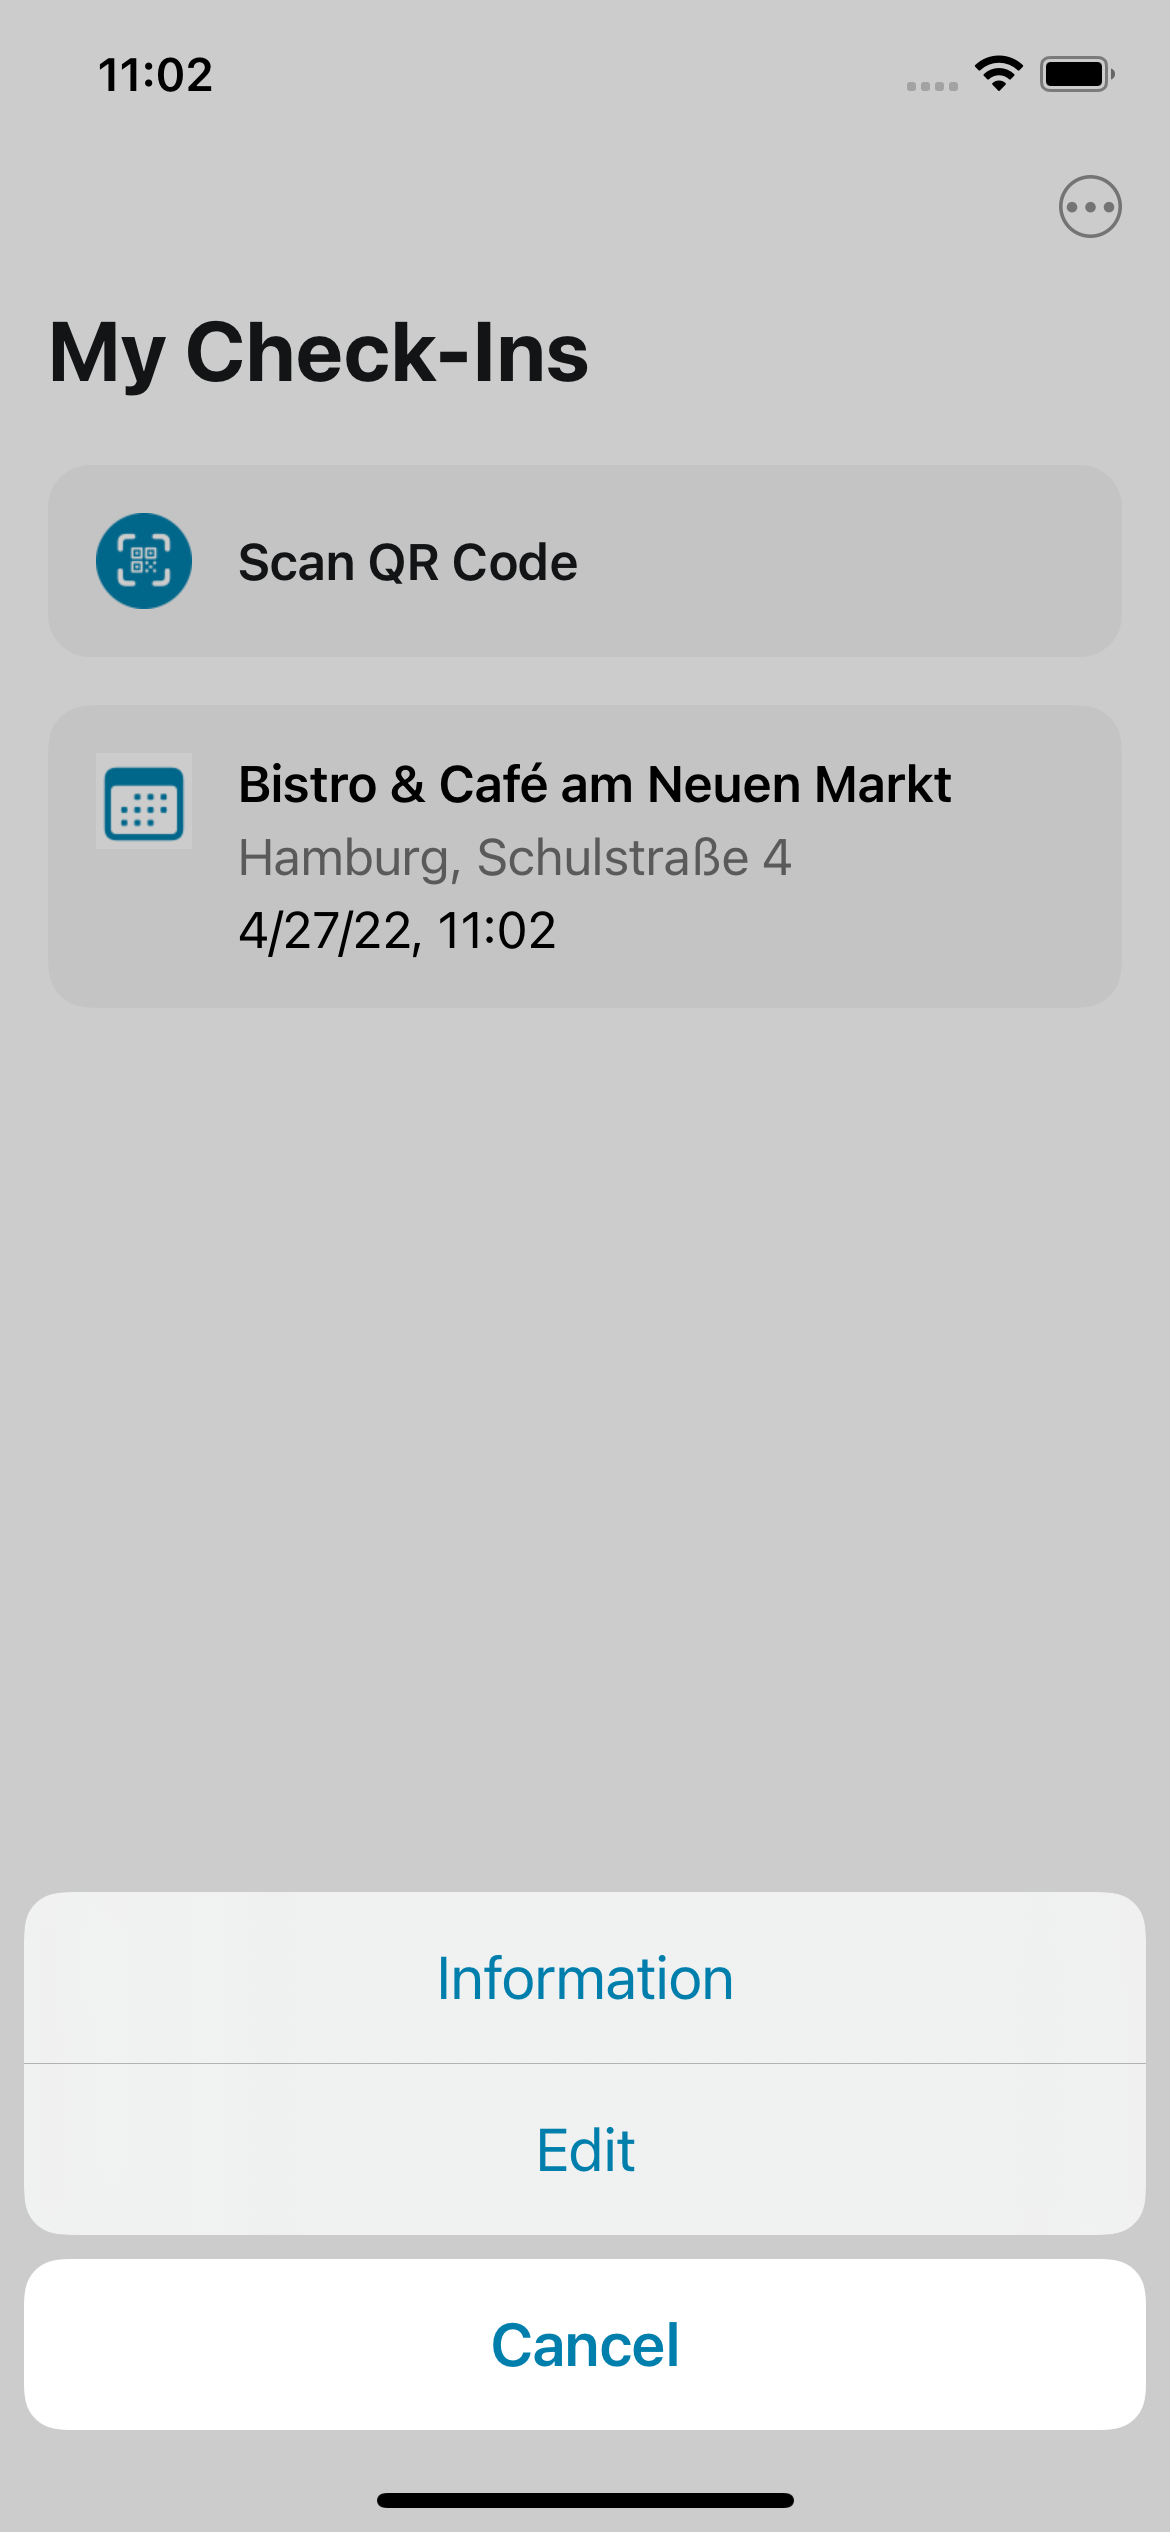 11:02
My Check-Ins
Scan QR Code
Bistro & Café am Neuen Markt
Hamburg, Schulstraße 4
4/27/22, 11:02
Information
Edit
Cancel